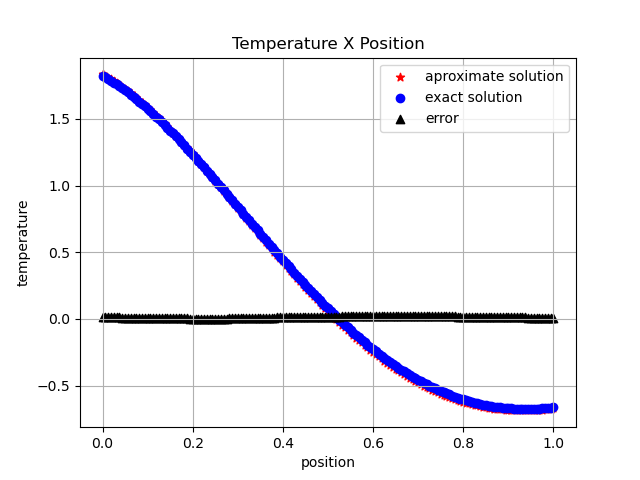 Temperature X Position
aproximate solution
exact solution
error
temperature
1.5
1.0
0.5
0.0
−0.5
0.0 0.2 0.4 0.6 0.8 1.0
position